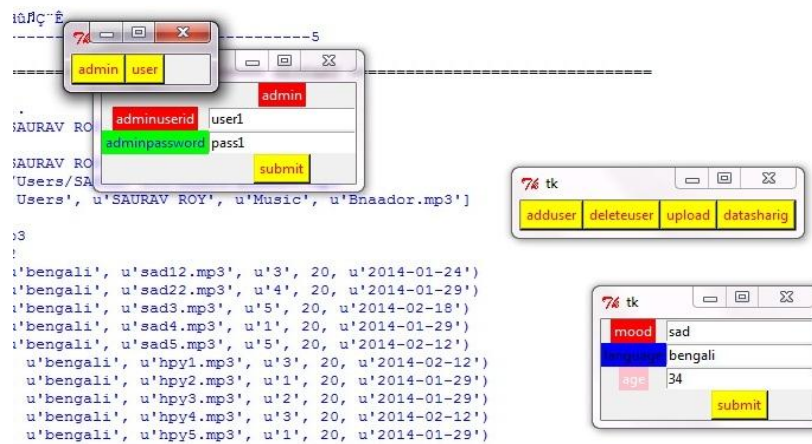 -----------------------------5
admin user
admin
adminuserid user1
adminpassword pass1
submit
SAURAV RO
SAURAV RO
'Users/SA
Users', u'SAURAV ROY', u'Music', u'Bnaador.mp3']
p3
u'bengali', u'sad12.mp3', u'3', 20, u'2014-01-24')
u'bengali', u'sad22.mp3', u'4', 20, u'2014-01-29')
u'bengali', u'sad3.mp3', u'5', 20, u'2014-02-18')
u'bengali', u'sad4.mp3', u'1', 20, u'2014-01-29')
u'bengali', u'sad5.mp3', u'5', 20, u'2014-02-12')
u'bengali', u'hpy1.mp3', u'3', 20, u'2014-02-12')
u'bengali', u'hpy2.mp3', u'1', 20, u'2014-01-29')
u'bengali', u'hpy3.mp3', u'2', 20, u'2014-01-29')
u'bengali', u'hpy4.mp3', u'3', 20, u'2014-02-12')
u'bengali', u'hpy5.mp3', u'1', 20, u'2014-01-29')
tk
adduser deleteuser upload datasharig
tk
mood sad
language bengali
age 34
submit